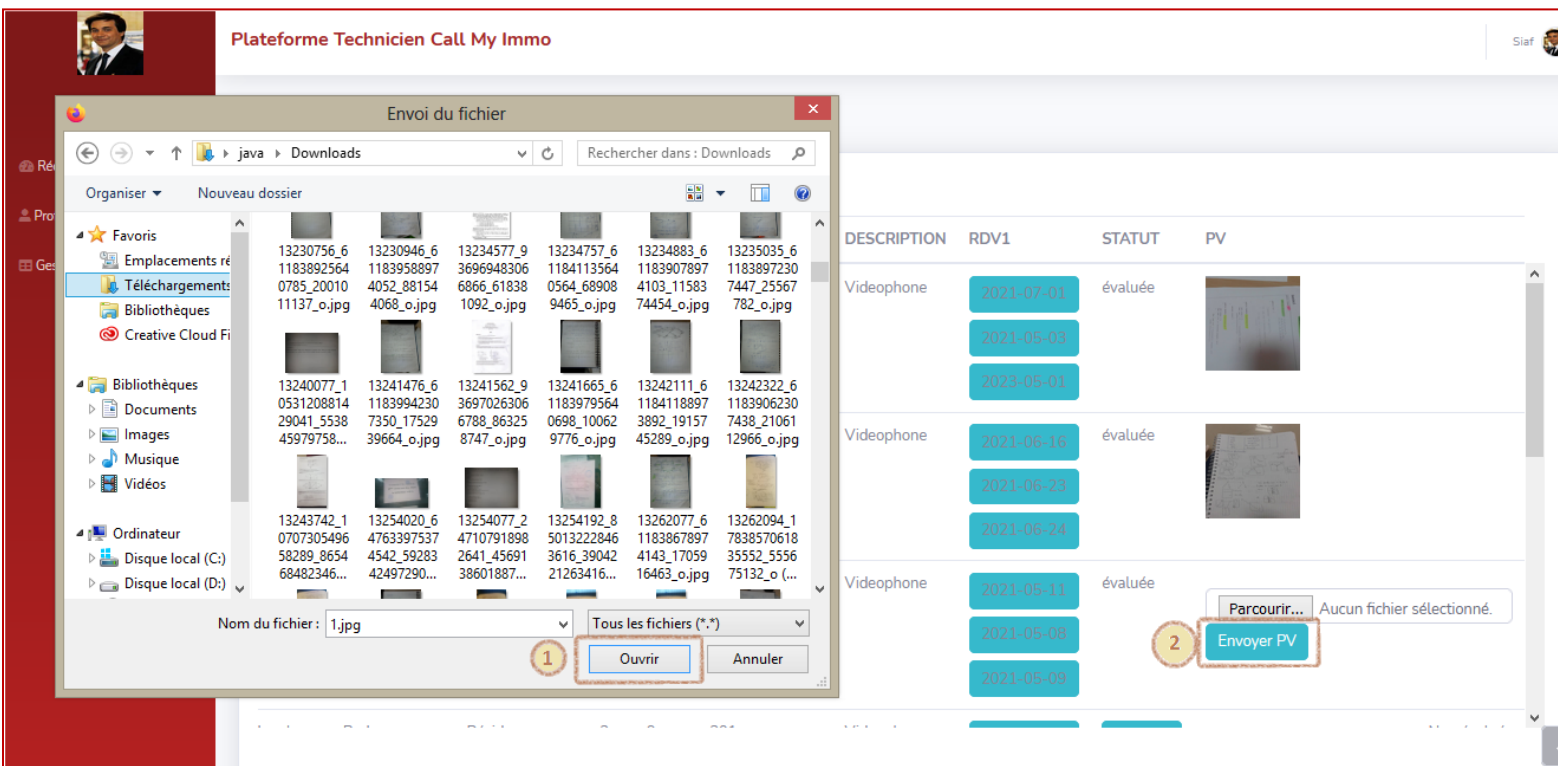 Plateforme Technicien Call My Immo
Siaf
Envoi du fichier
java Downloads
Rechercher dans : Downloads
Organiser
Nouveau dossier
Favoris
Emplacements ré
Téléchargements
Bibliothèques
Creative Cloud Fi
Bibliothèques
Documents
Images
Musique
Vidéos
Ordinateur
Disque local (C:)
Disque local (D:)
13230756_6 13230946_6 13234577_9 13234757_6 13234883_6 13235035_6
1183892564 1183958897 3696948306 1184113564 1183907897 1183897230
0785_20010 4052_88154 6866_61838 0564_68908 4103_11583 7447_25567
11137_o.jpg 4068_o.jpg 1092_o.jpg 9465_o.jpg 74454_o.jpg 782_o.jpg
13240077_1 13241476_6 13241562_9 13241665_6 13242111_6 13242322_6
0531208814 1183994230 3697026306 1183979564 1184118897 1183906230
29041_5538 7350_17529 6788_86325 0698_10062 3892_19157 7438_21061
45979758... 39664_o.jpg 8747_o.jpg 9776_o.jpg 45289_o.jpg 12966_o.jpg
13243742_1 13254020_6 13254077_2 13254192_8 13262077_6 13262094_1
0707305496 4763397537 4710791898 5013222846 1183867897 7838570618
58289_8654 4542_59283 2641_45691 3616_39042 4143_17059 35552_5556
68482346... 42497290... 38601887... 21263416... 16463_o.jpg 75132_o (...
Nom du fichier : 1.jpg
Tous les fichiers (*.*)
1
Ouvrir
Annuler
Ré
Pro
Ges
DESCRIPTION RDV1 STATUT PV
Videophone 2021-07-01 évaluée
2021-05-03
2023-05-01
Videophone 2021-06-16 évaluée
2021-06-23
2021-06-24
Videophone 2021-05-11 évaluée
Parcourir... Aucun fichier sélectionné.
2021-05-08
2 Envoyer PV
2021-05-09